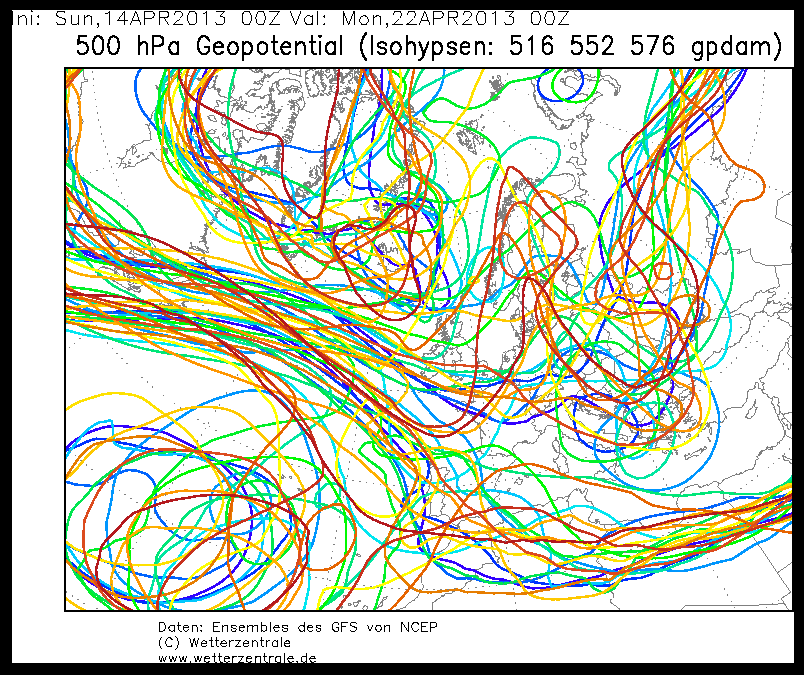 Ini: Sun,14APR2013 00Z Val: Mon,22APR2013 00Z
500 hPa Geopotential (Isohypsen: 516 552 576 gpdam)
Daten: Ensembles des GFS von NCEP
(C) Wetterzentrale
www.wetterzentrale.de